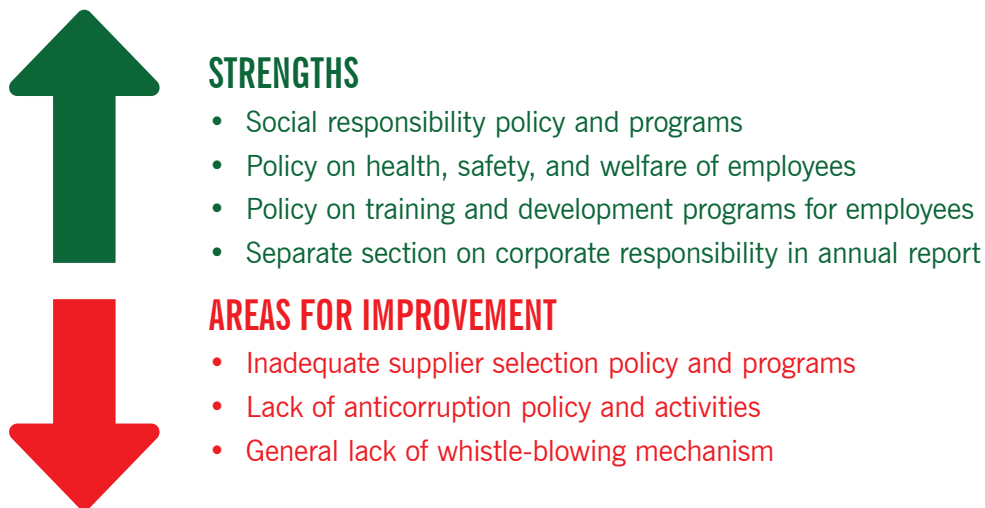 STRENGTHS
• Social responsibility policy and programs
• Policy on health, safety, and welfare of employees
• Policy on training and development programs for employees
• Separate section on corporate responsibility in annual report
AREAS FOR IMPROVEMENT
• Inadequate supplier selection policy and programs
• Lack of anticorruption policy and activities
• General lack of whistle-blowing mechanism